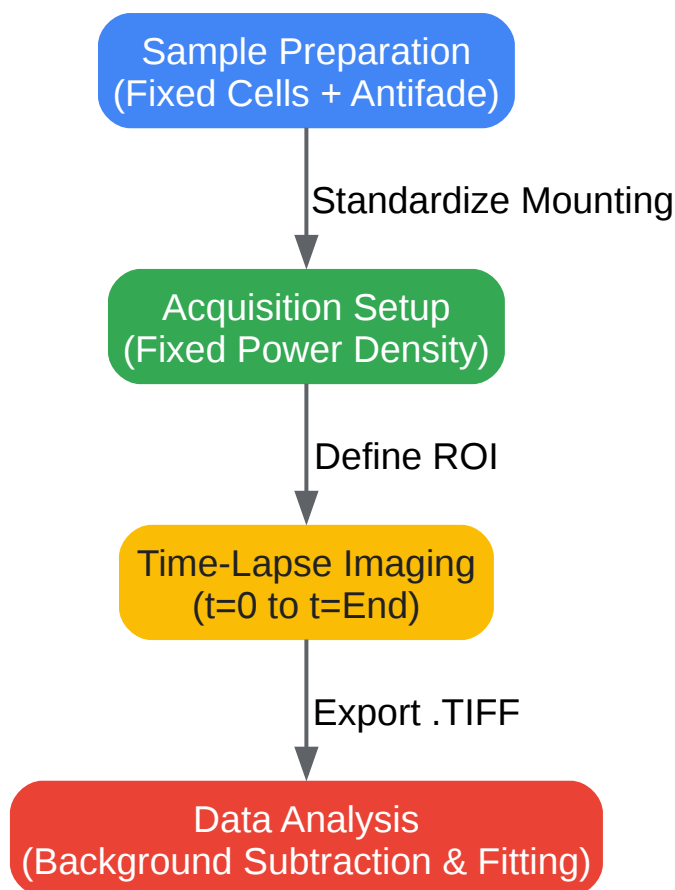 Sample Preparation
(Fixed Cells + Antifade)
Standardize Mounting
Acquisition Setup
(Fixed Power Density)
Define ROI
Time-Lapse Imaging
(t=0 to t=End)
Export .TIFF
Data Analysis
(Background Subtraction & Fitting)